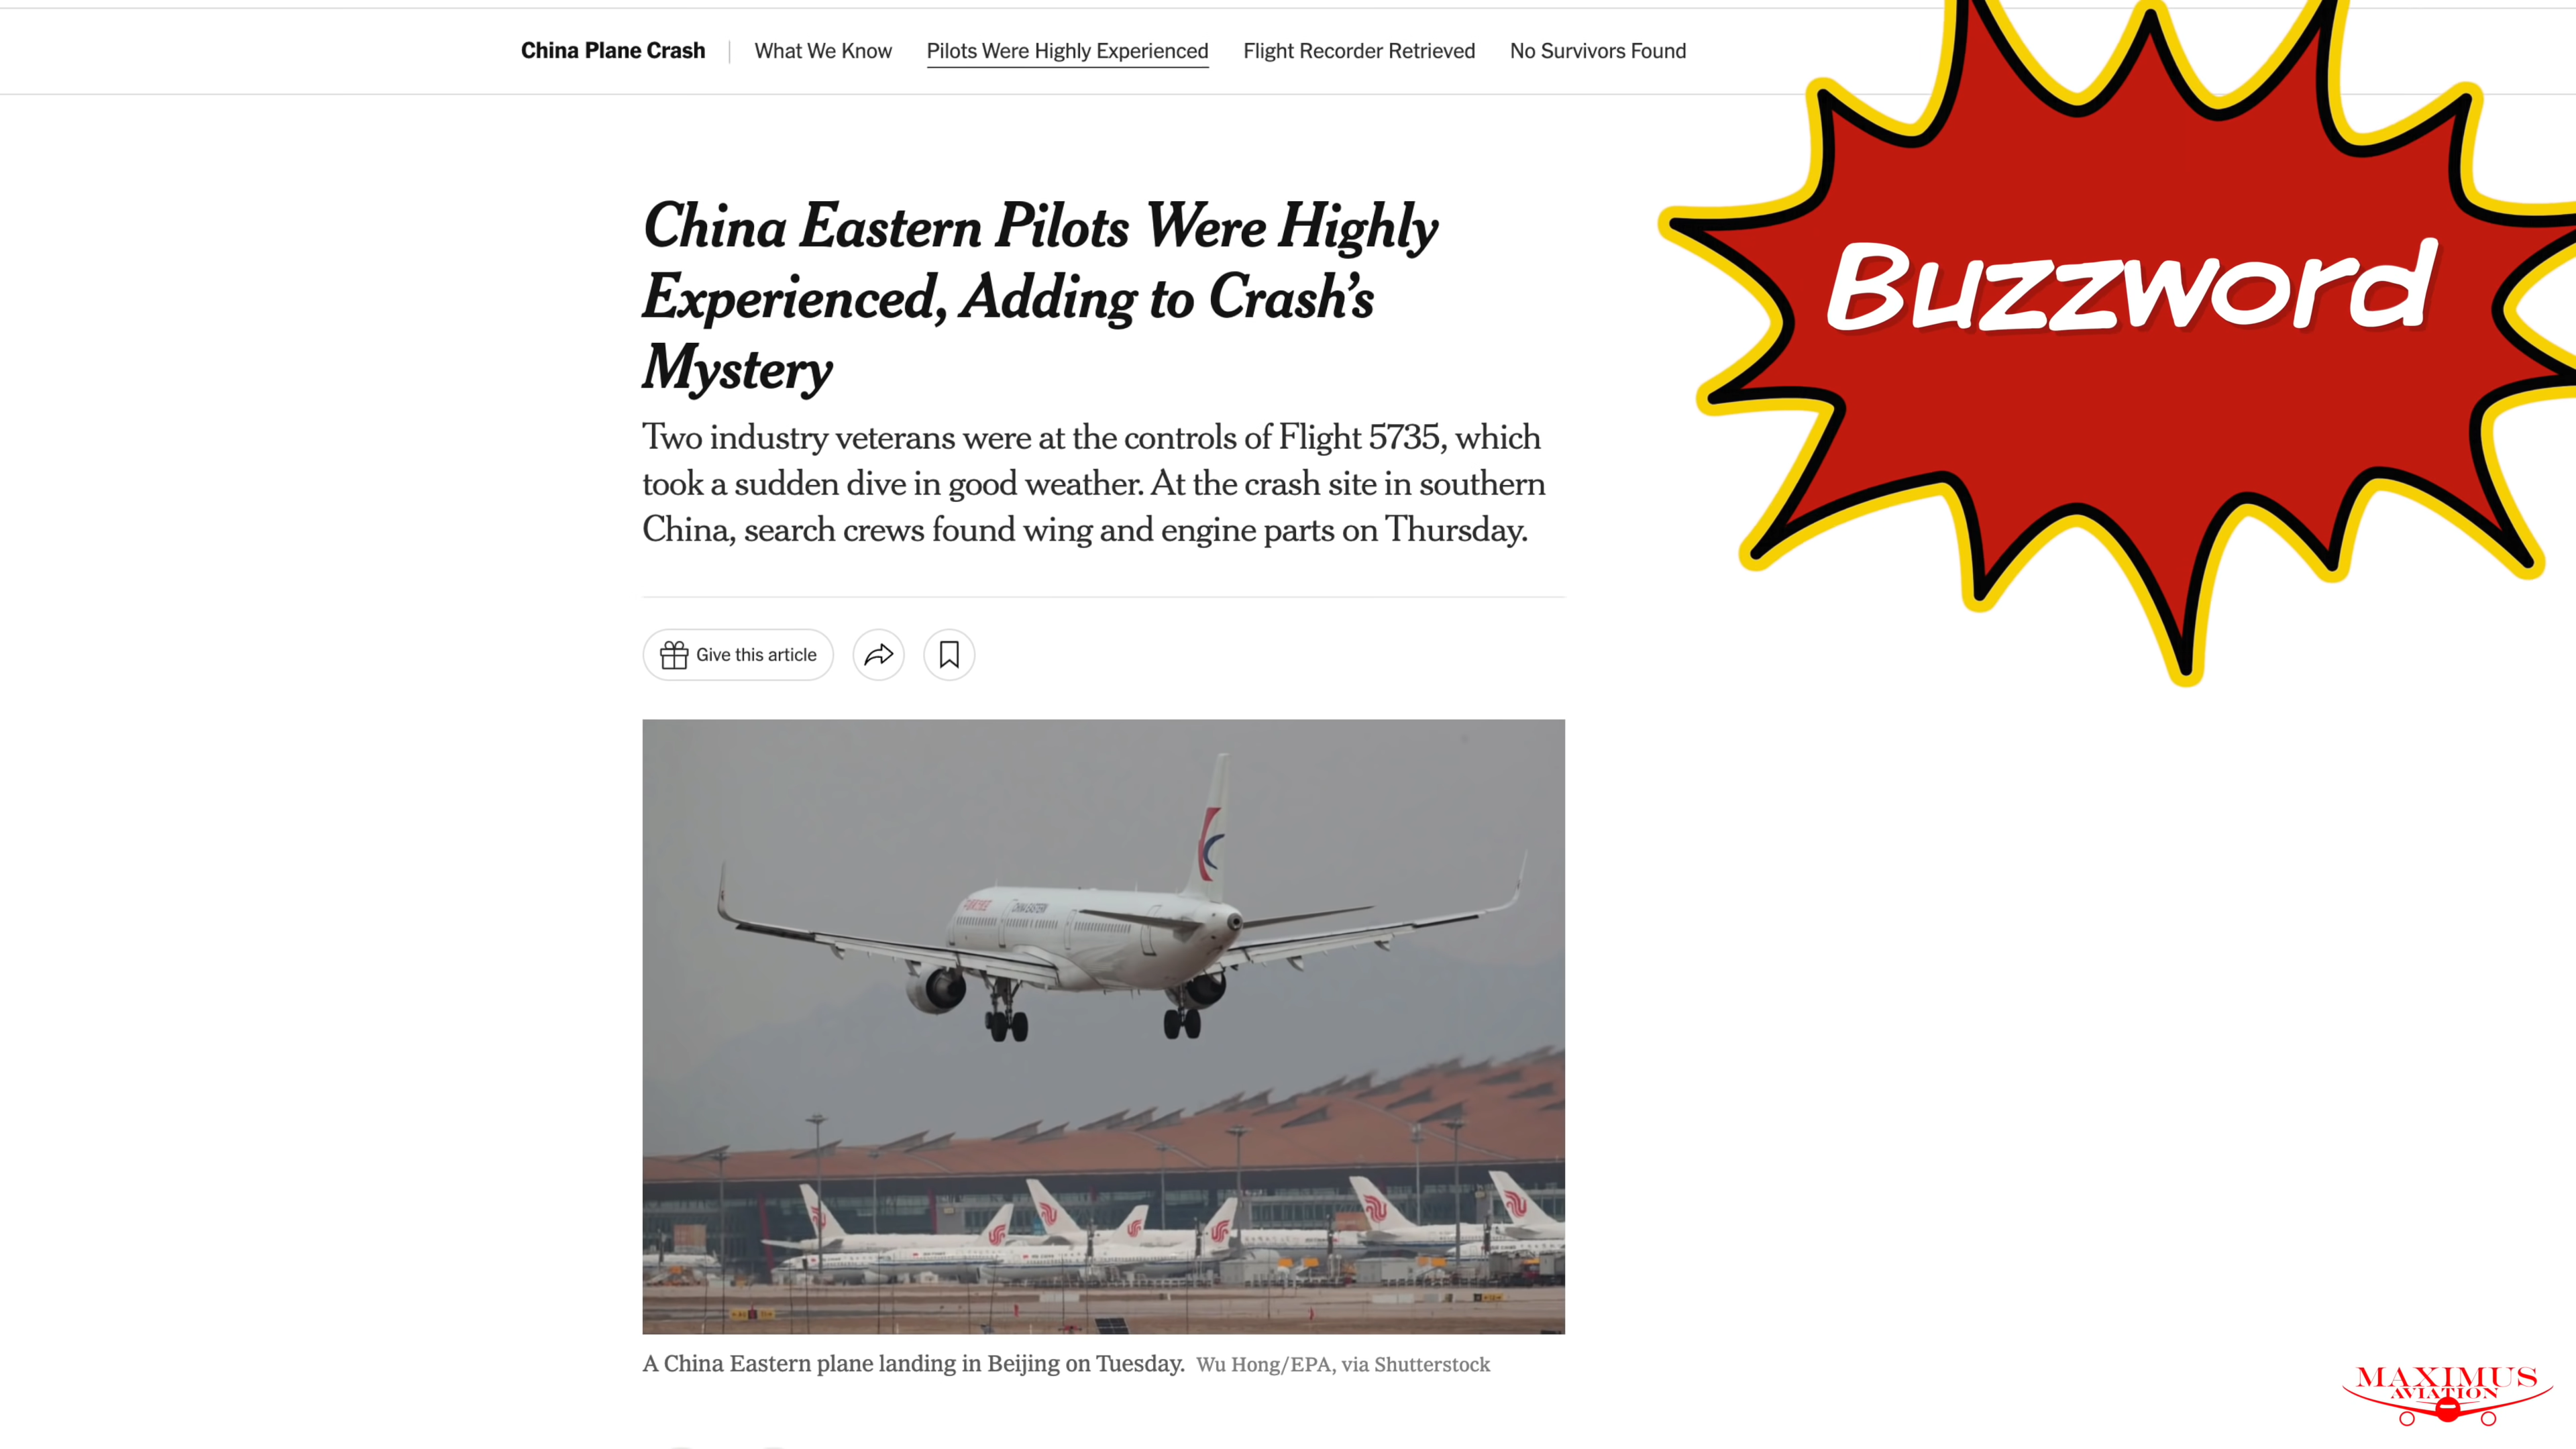 China Plane Crash
What We Know
Pilots Were Highly Experienced
Flight Recorder Retrieved
No Survivors Found
Buzzword
China Eastern Pilots Were Highly
Experienced, Adding to Crash’s
Mystery
Two industry veterans were at the controls of Flight 5735, which
took a sudden dive in good weather. At the crash site in southern
China, search crews found wing and engine parts on Thursday.
Give this article
CHINA EASTERN
A China Eastern plane landing in Beijing on Tuesday. Wu Hong/EPA, via Shutterstock
MAXIMUS
AVIATION